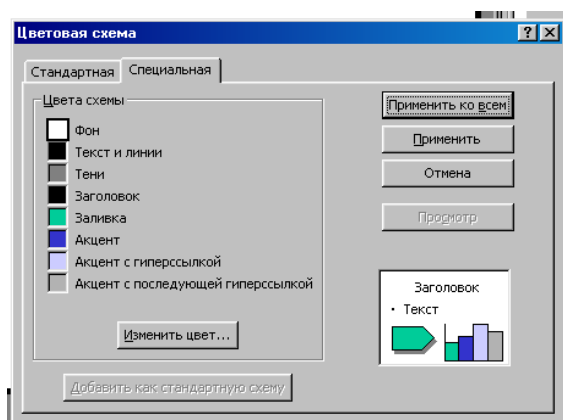 Цветовая схема
Стандартная Специальная
Цвета схемы
Фон
Текст и линии
Тени
Заголовок
Заливка
Акцент
Акцент с гиперссылкой
Акцент с последующей гиперссылкой
Изменить цвет...
Добавить как стандартную схему
Применить ко всем
Применить
Отмена
Просмотр
Заголовок
• Текст